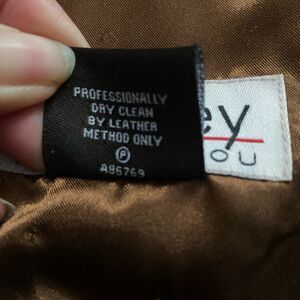 PROFESSIONALLY
DRY CLEAN
BY LEATHER
METHOD ONLY
P
A86769
ey
ou